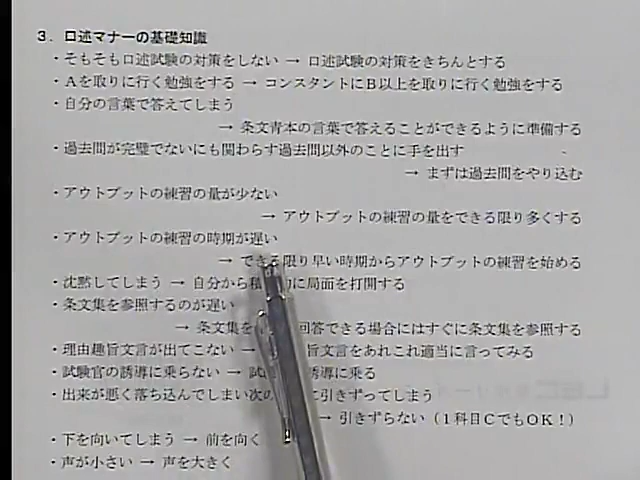 3．口述マナーの基礎知識
・そもそも口述試験の対策をしない → 口述試験の対策をきちんとする
・Ａを取りに行く勉強をする → コンスタントにＢ以上を取りに行く勉強をする
・自分の言葉で答えてしまう
→ 条文青本の言葉で答えることができるように準備する
・過去問が完璧でないにも関わらす過去問以外のことに手を出す
→ まずは過去問をやり込む
・アウトプットの練習の量が少ない
→ アウトプットの練習の量をできる限り多くする
・アウトプットの練習の時期が遅い
→ できる限り早い時期からアウトプットの練習を始める
・沈黙してしまう → 自分から積 に局面を打開する
・条文集を参照するのが遅い
→ 条文集を 回答できる場合にはすぐに条文集を参照する
・理由趣旨文言が出てこない → 旨文言をあれこれ適当に言ってみる
・試験官の誘導に乗らない → 試 誘導に乗る
・出来が悪く落ち込んでしまい次の に引きずってしまう
→ 引きずらない（１科目ＣでもＯＫ！）
・下を向いてしまう → 前を向く
・声が小さい → 声を大きく